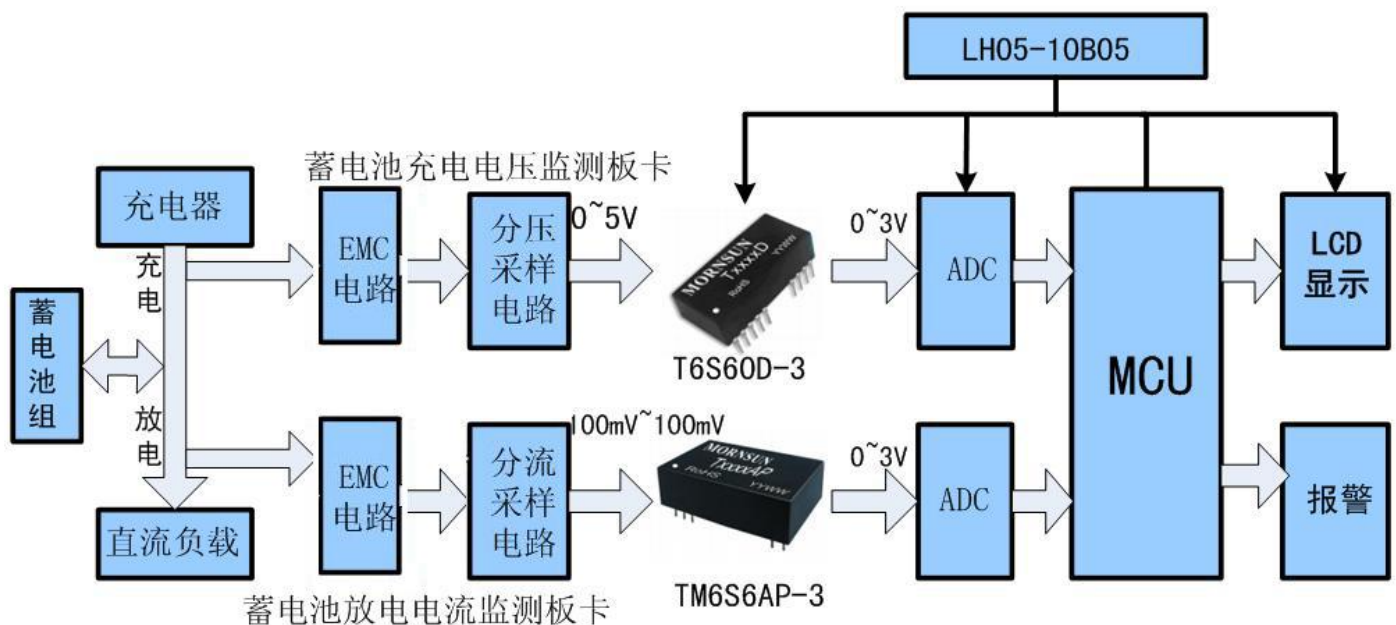 LH05-10B05
蓄电池充电电压监测板卡
充电器
EMC
电路
分压
采样
电路
0~5V
MORNSUN
TXXXXD
RoHS
YYWW
T6S60D-3
0~3V
ADC
MCU
LCD
显示
充
电
蓄
电
池
组
放
电
直流负载
EMC
电路
分流
采样
电路
100mV~100mV
MORNSUN
TxxxxAP
RoHS
YYWW
TM6S6AP-3
0~3V
ADC
报警
蓄电池放电电流监测板卡